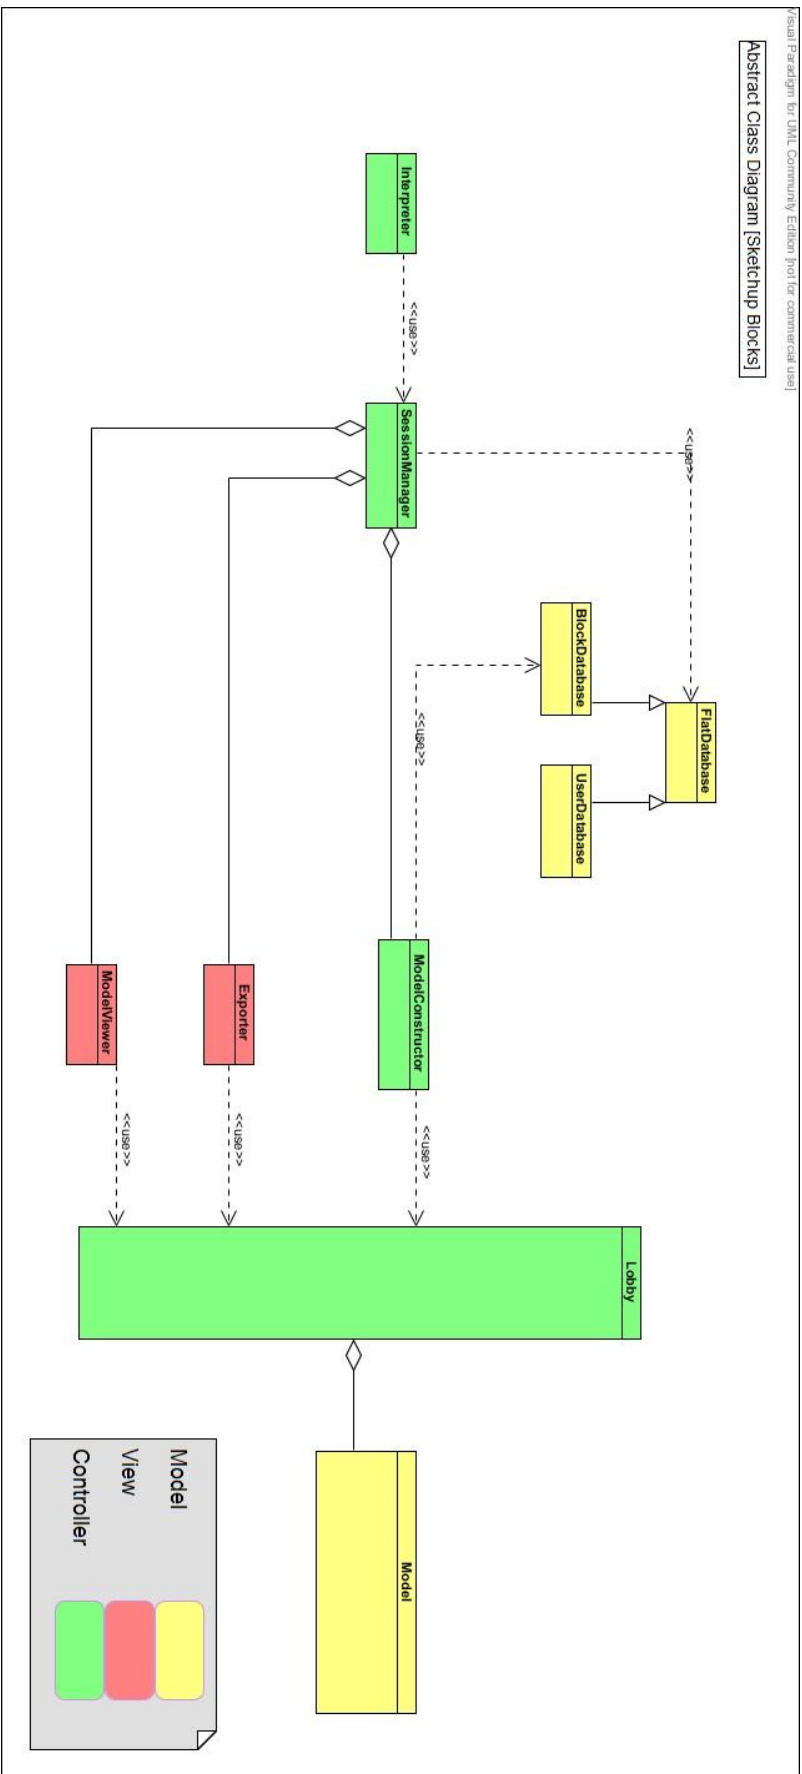 Visual Paradigm for UML Community Edition [not for commercial use]
Abstract Class Diagram [Sketchup Blocks]
<<use>>
FlatDatabase
BlockDatabase
UserDatabase
<<use>>
Interpreter
<<use>>
SessionManager
ModelConstructor
<<use>>
Lobby
Model
Exporter
<<use>>
ModelViewer
<<use>>
Model
View
Controller